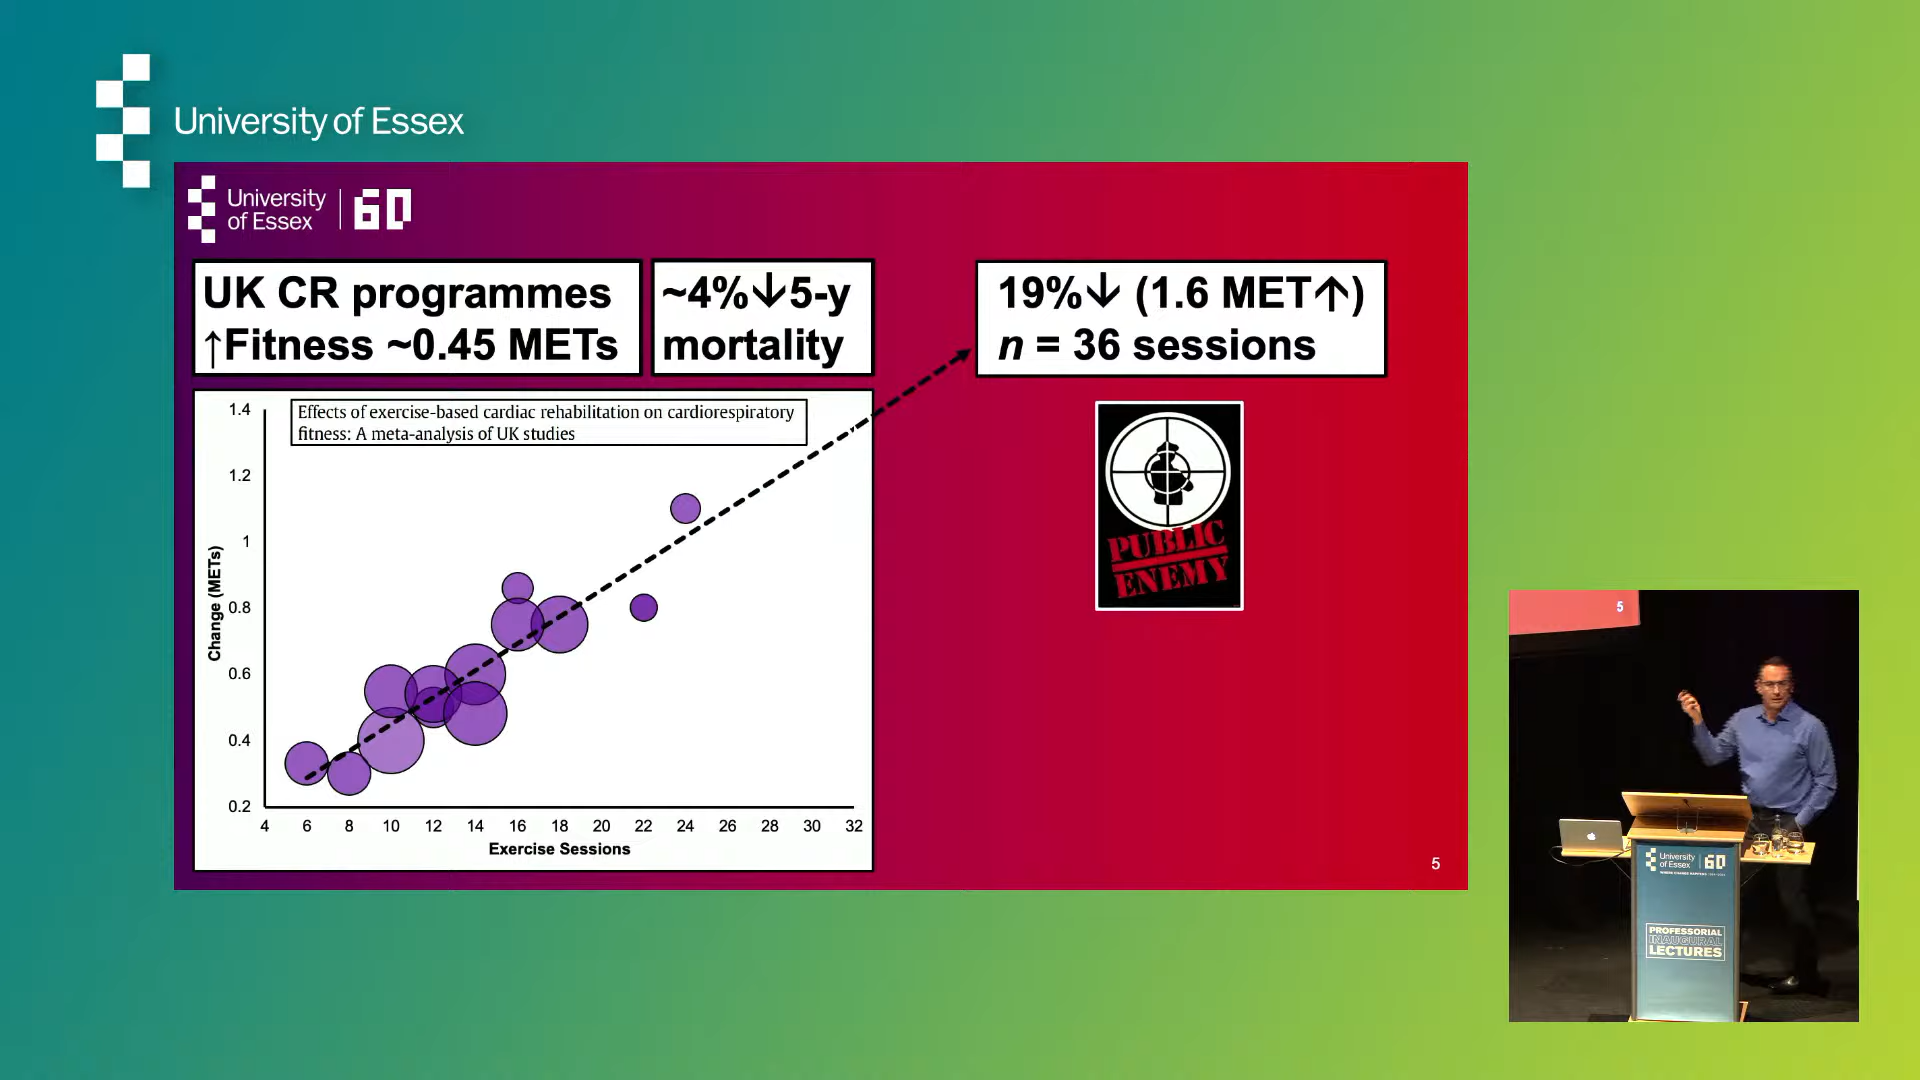 University of Essex
University
of Essex
60
UK CR programmes
↑Fitness ~0.45 METs
~4%↓5-y
mortality
19%↓ (1.6 MET↑)
n = 36 sessions
Effects of exercise-based cardiac rehabilitation on cardiorespiratory
fitness: A meta-analysis of UK studies
1.4
1.2
1
0.8
0.6
0.4
0.2
Change (METs)
4 6 8 10 12 14 16 18 20 22 24 26 28 30 32
Exercise Sessions
PUBLIC
ENEMY
5
5
University
of Essex
60
PROFESSORIAL
INAUGURAL
LECTURES